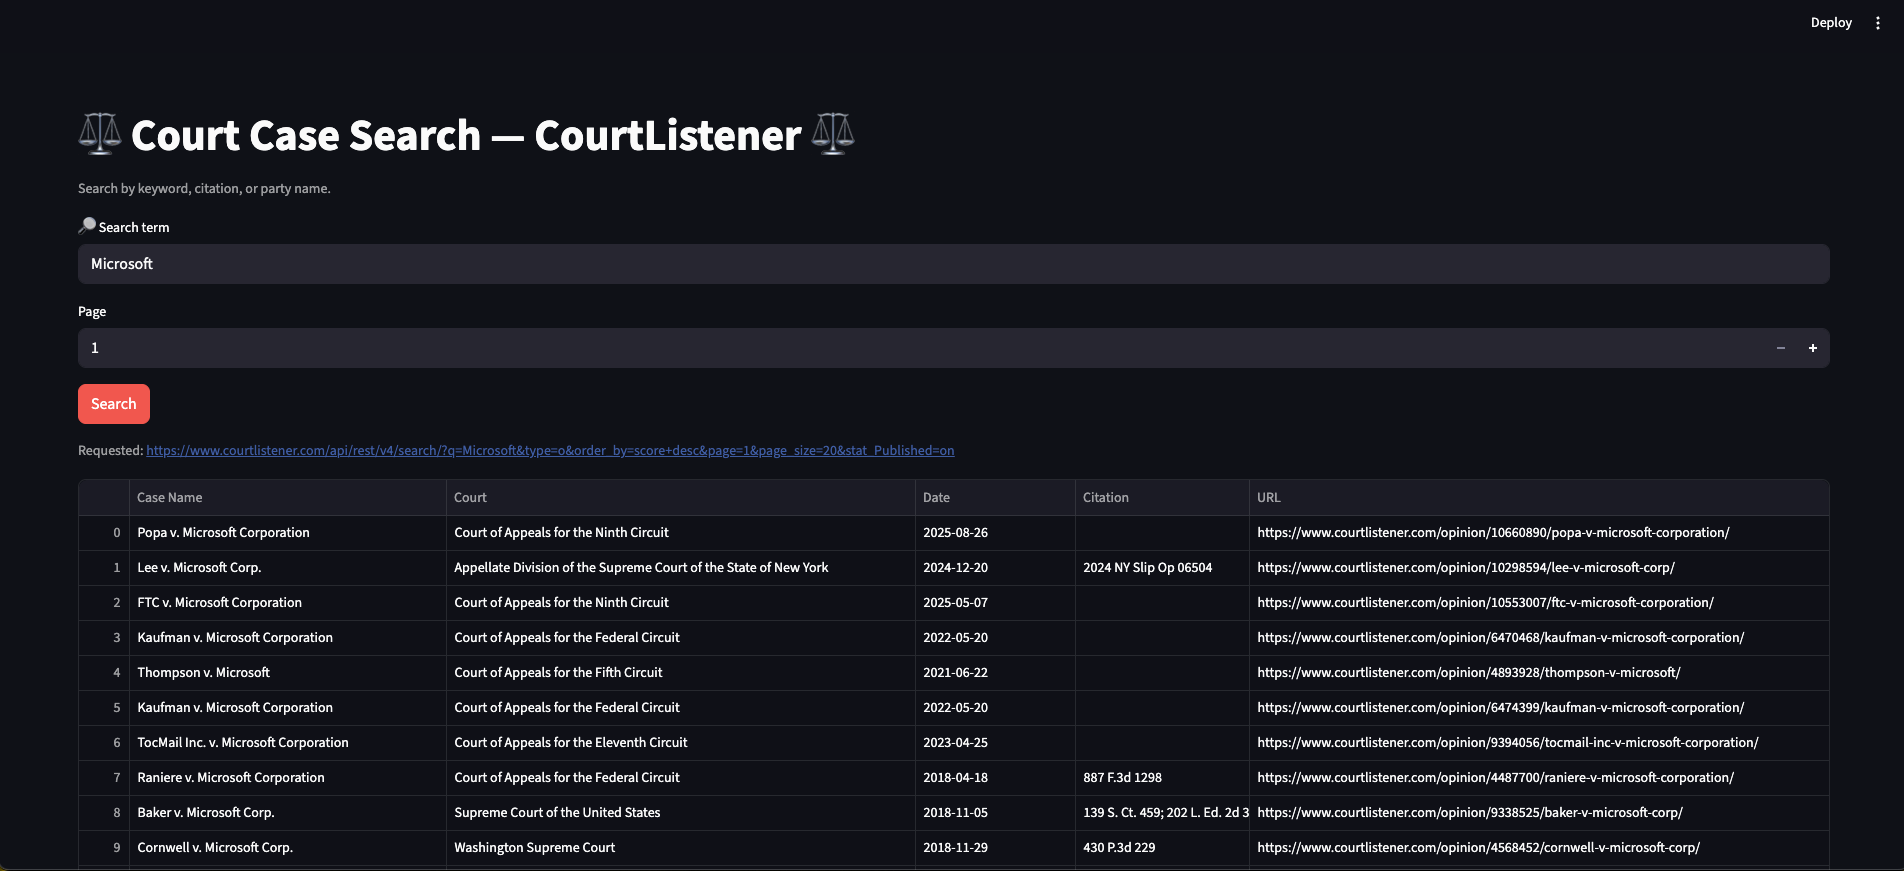 Deploy
Court Case Search — CourtListener
Search by keyword, citation, or party name.
Search term
Microsoft
Page
1
Search
Requested: https://www.courtlistener.com/api/rest/v4/search/?q=Microsoft&type=o&order_by=score+desc&page=1&page_size=20&stat_Published=on
Case Name Court Date Citation URL
0 Popa v. Microsoft Corporation Court of Appeals for the Ninth Circuit 2025-08-26 https://www.courtlistener.com/opinion/10660890/popa-v-microsoft-corporation/
1 Lee v. Microsoft Corp. Appellate Division of the Supreme Court of the State of New York 2024-12-20 2024 NY Slip Op 06504 https://www.courtlistener.com/opinion/10298594/lee-v-microsoft-corp/
2 FTC v. Microsoft Corporation Court of Appeals for the Ninth Circuit 2025-05-07 https://www.courtlistener.com/opinion/10553007/ftc-v-microsoft-corporation/
3 Kaufman v. Microsoft Corporation Court of Appeals for the Federal Circuit 2022-05-20 https://www.courtlistener.com/opinion/6470468/kaufman-v-microsoft-corporation/
4 Thompson v. Microsoft Court of Appeals for the Fifth Circuit 2021-06-22 https://www.courtlistener.com/opinion/4893928/thompson-v-microsoft/
5 Kaufman v. Microsoft Corporation Court of Appeals for the Federal Circuit 2022-05-20 https://www.courtlistener.com/opinion/6474399/kaufman-v-microsoft-corporation/
6 TocMail Inc. v. Microsoft Corporation Court of Appeals for the Eleventh Circuit 2023-04-25 https://www.courtlistener.com/opinion/9394056/tocmail-inc-v-microsoft-corporation/
7 Raniere v. Microsoft Corporation Court of Appeals for the Federal Circuit 2018-04-18 887 F.3d 1298 https://www.courtlistener.com/opinion/4487700/raniere-v-microsoft-corporation/
8 Baker v. Microsoft Corp. Supreme Court of the United States 2018-11-05 139 S. Ct. 459; 202 L. Ed. 2d 3 https://www.courtlistener.com/opinion/9338525/baker-v-microsoft-corp/
9 Cornwell v. Microsoft Corp. Washington Supreme Court 2018-11-29 430 P.3d 229 https://www.courtlistener.com/opinion/4568452/cornwell-v-microsoft-corp/